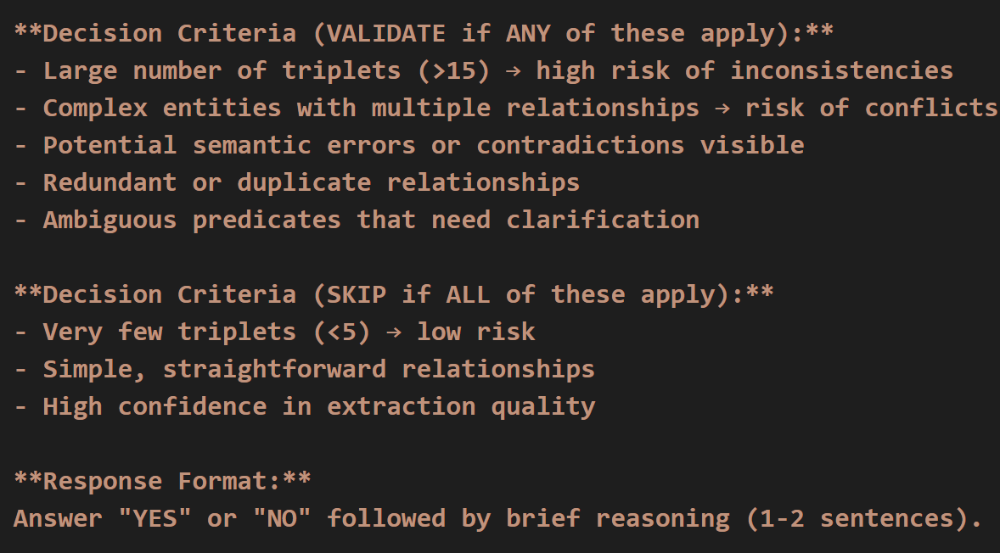 **Decision Criteria (VALIDATE if ANY of these apply):**
- Large number of triplets (>15) → high risk of inconsistencies
- Complex entities with multiple relationships → risk of conflicts
- Potential semantic errors or contradictions visible
- Redundant or duplicate relationships
- Ambiguous predicates that need clarification
**Decision Criteria (SKIP if ALL of these apply):**
- Very few triplets (<5) → low risk
- Simple, straightforward relationships
- High confidence in extraction quality
**Response Format:**
Answer "YES" or "NO" followed by brief reasoning (1-2 sentences).